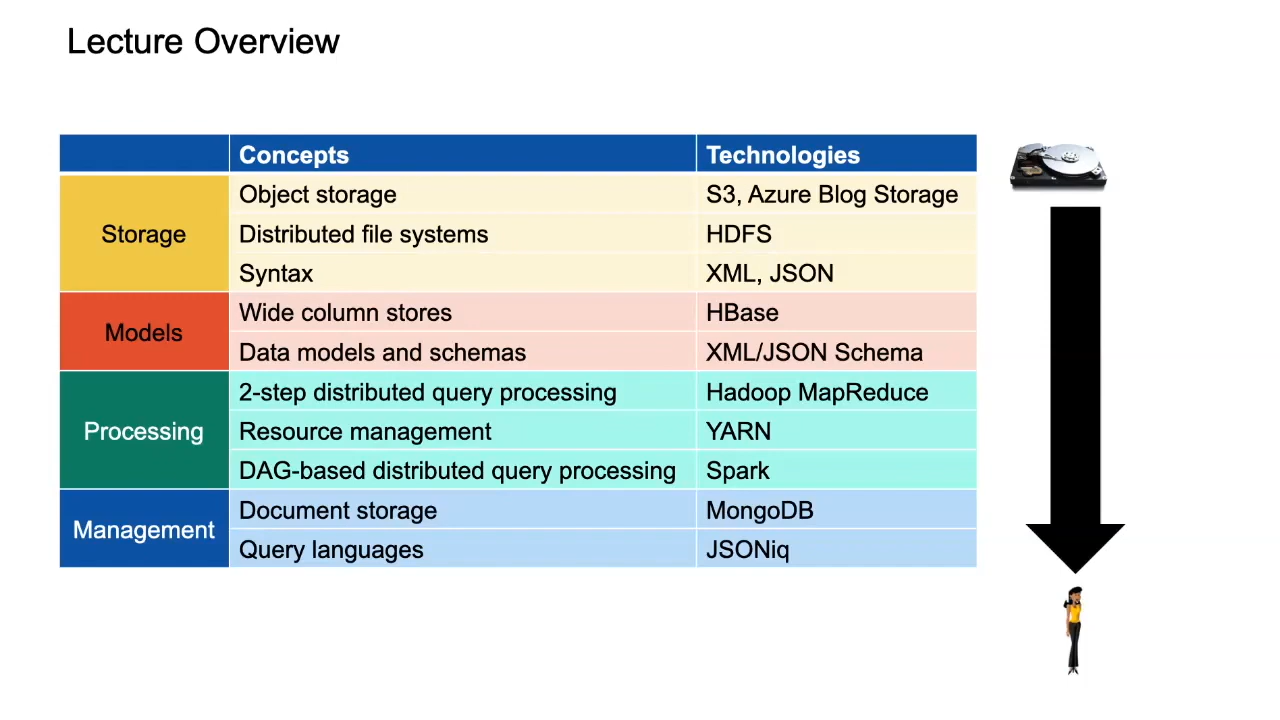 Lecture Overview
Concepts Technologies
Storage
Object storage S3, Azure Blog Storage
Distributed file systems HDFS
Syntax XML, JSON
Models
Wide column stores HBase
Data models and schemas XML/JSON Schema
Processing
2-step distributed query processing Hadoop MapReduce
Resource management YARN
DAG-based distributed query processing Spark
Management
Document storage MongoDB
Query languages JSONiq